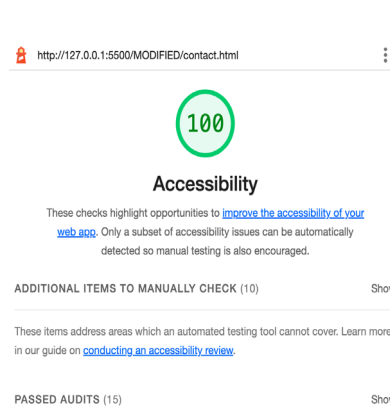 http://127.0.0.1:5500/MODIFIED/contact.html
100
Accessibility
These checks highlight opportunities to improve the accessibility of your
web app. Only a subset of accessibility issues can be automatically
detected so manual testing is also encouraged.
ADDITIONAL ITEMS TO MANUALLY CHECK (10) Show
These items address areas which an automated testing tool cannot cover. Learn more
in our guide on conducting an accessibility review.
PASSED AUDITS (15) Show